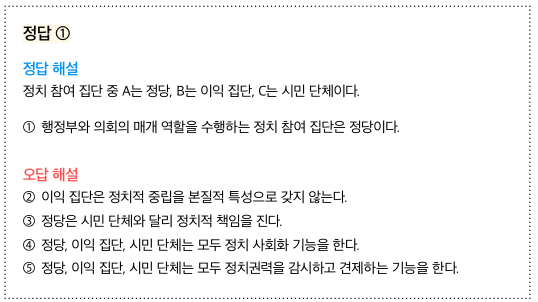 정답 ①
정답 해설
정치 참여 집단 중 A는 정당, B는 이익 집단, C는 시민 단체이다.
① 행정부와 의회의 매개 역할을 수행하는 정치 참여 집단은 정당이다.
오답 해설
② 이익 집단은 정치적 중립을 본질적 특성으로 갖지 않는다.
③ 정당은 시민 단체와 달리 정치적 책임을 진다.
④ 정당, 이익 집단, 시민 단체는 모두 정치 사회화 기능을 한다.
⑤ 정당, 이익 집단, 시민 단체는 모두 정치권력을 감시하고 견제하는 기능을 한다.